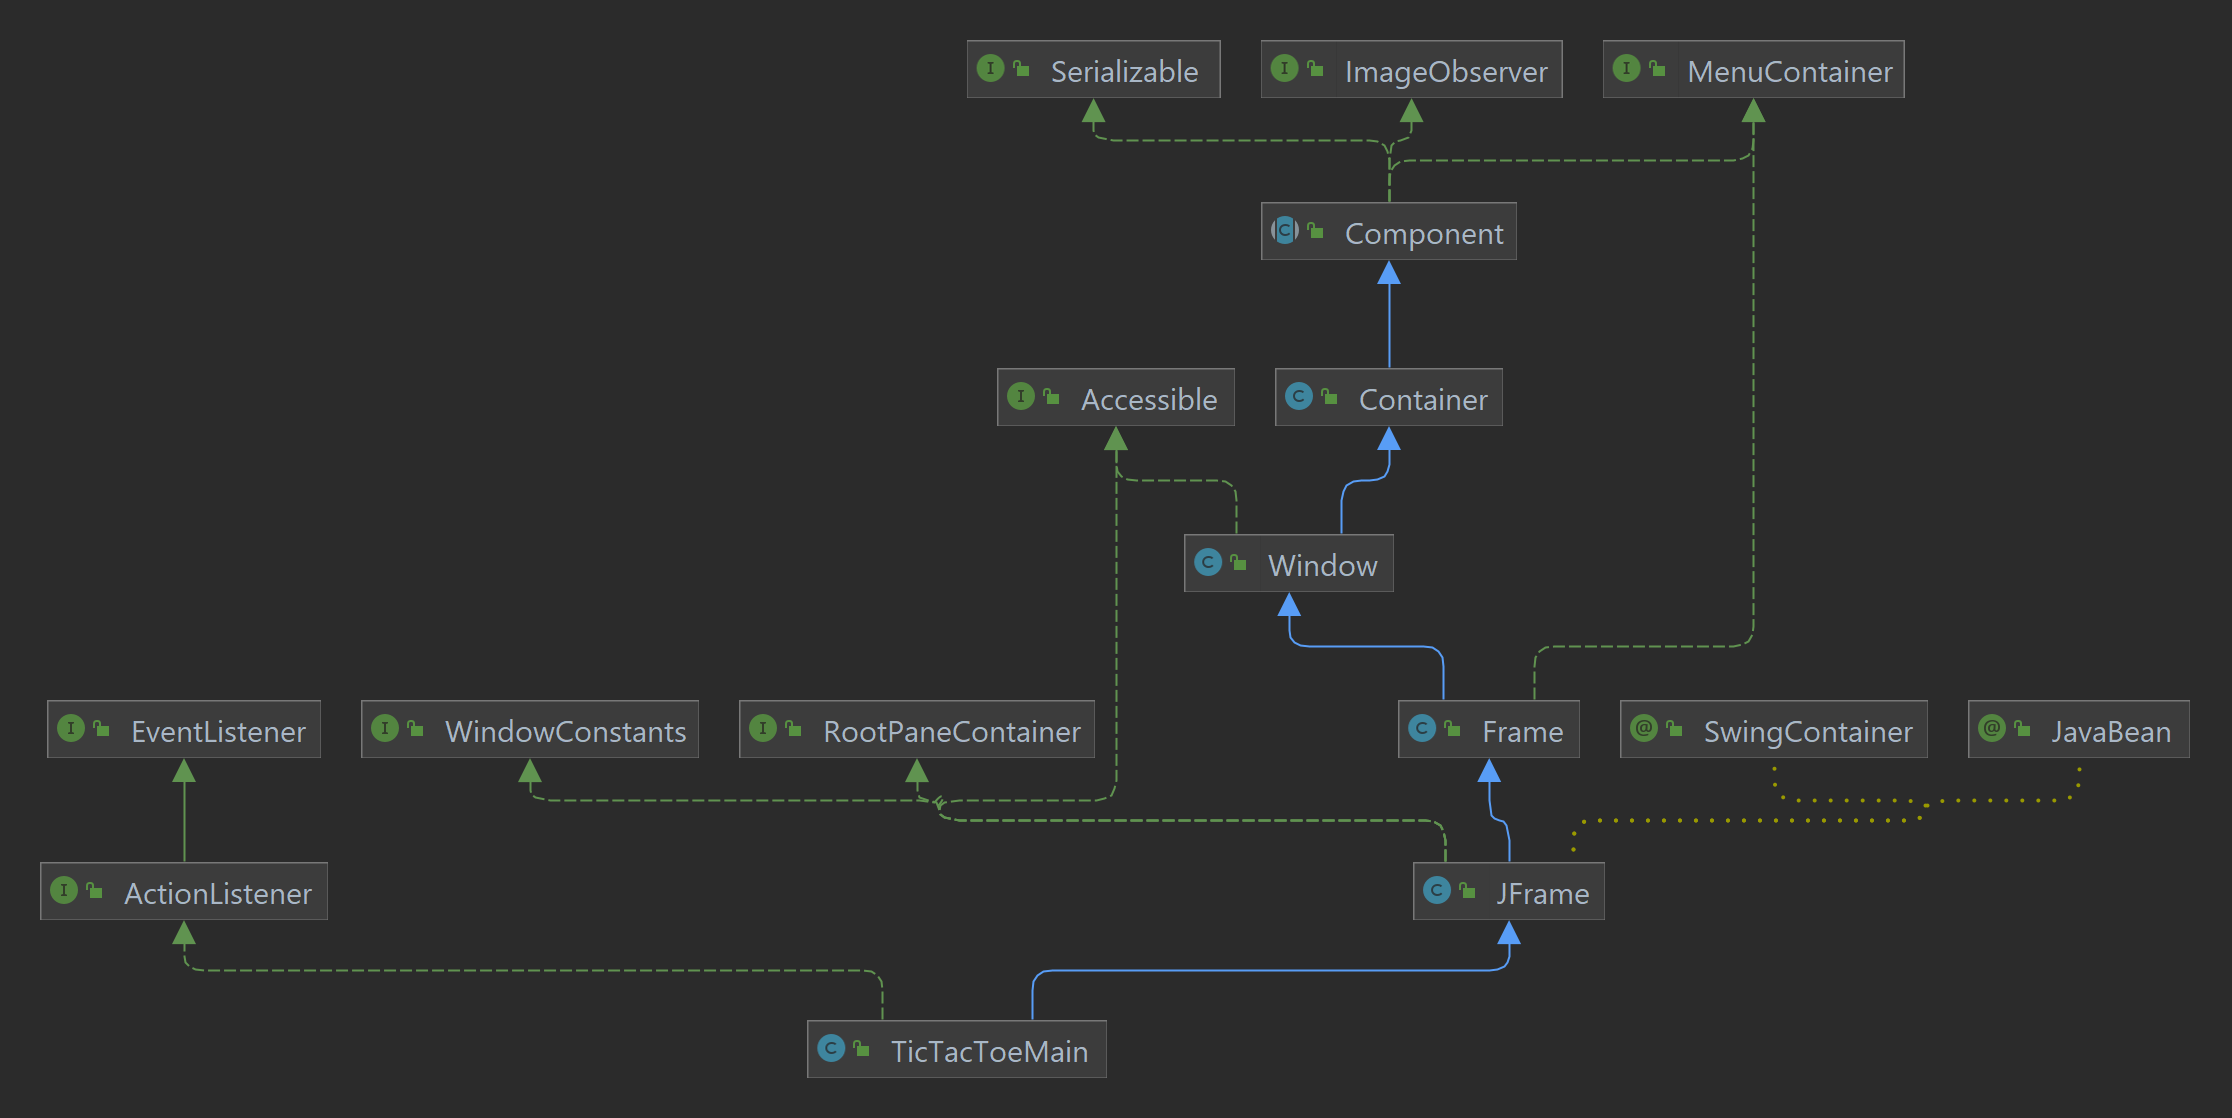 I Serializable
I ImageObserver
I MenuContainer
C Component
I Accessible
C Container
C Window
I EventListener
I WindowConstants
I RootPaneContainer
C Frame
@ SwingContainer
@ JavaBean
I ActionListener
C JFrame
C TicTacToeMain